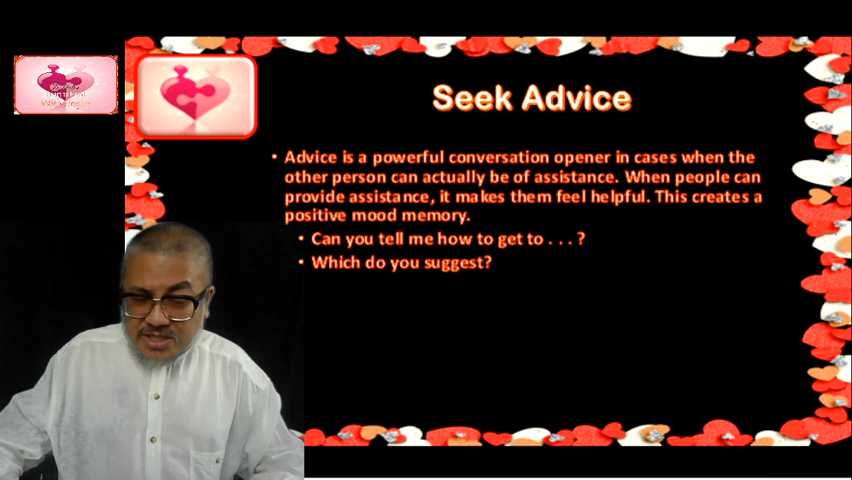 Seek Advice
• Advice is a powerful conversation opener in cases when the
other person can actually be of assistance. When people can
provide assistance, it makes them feel helpful. This creates a
positive mood memory.
• Can you tell me how to get to . . . ?
• Which do you suggest?